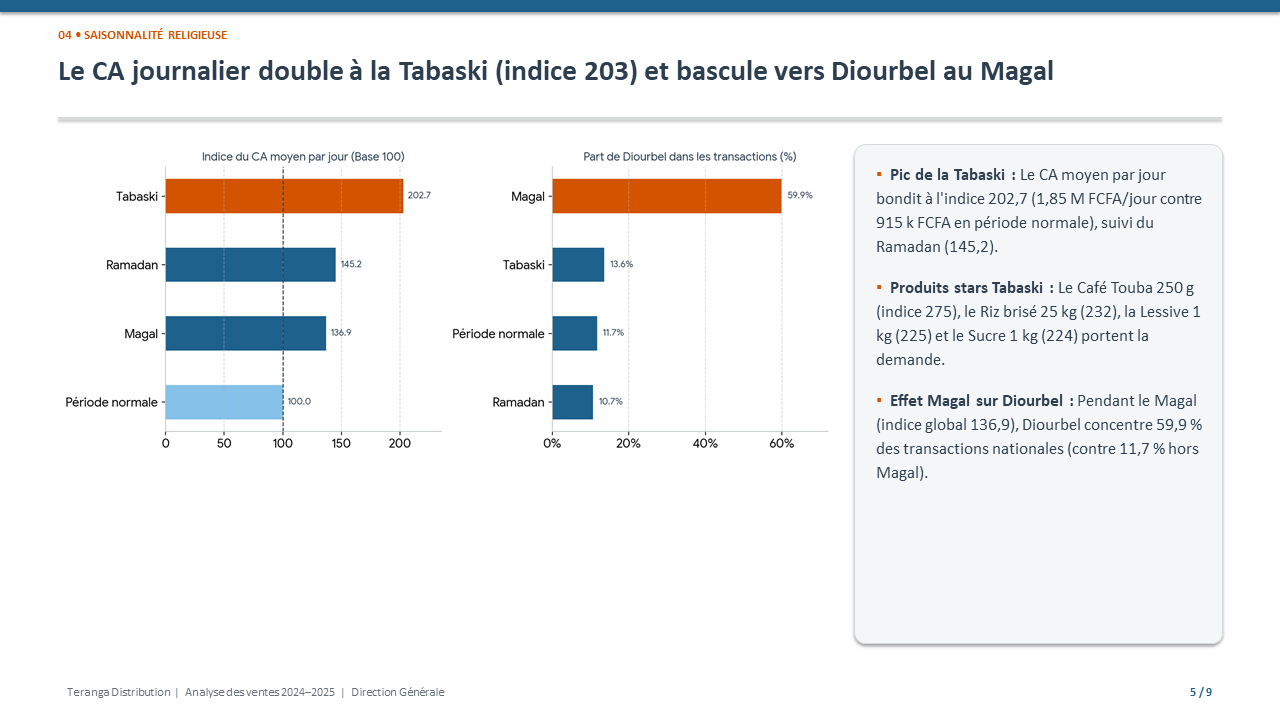 04 • SAISONNALITÉ RELIGIEUSE
Le CA journalier double à la Tabaski (indice 203) et bascule vers Diourbel au Magal
Indice du CA moyen par jour (Base 100)
Tabaski
202.7
Ramadan
145.2
Magal
136.9
Période normale
100.0
0 50 100 150 200
Part de Diourbel dans les transactions (%)
Magal
59.9%
Tabaski
13.6%
Période normale
11.7%
Ramadan
10.7%
0% 20% 40% 60%
▪ Pic de la Tabaski : Le CA moyen par jour
bondit à l'indice 202,7 (1,85 M FCFA/jour contre
915 k FCFA en période normale), suivi du
Ramadan (145,2).
▪ Produits stars Tabaski : Le Café Touba 250 g
(indice 275), le Riz brisé 25 kg (232), la Lessive 1
kg (225) et le Sucre 1 kg (224) portent la
demande.
▪ Effet Magal sur Diourbel : Pendant le Magal
(indice global 136,9), Diourbel concentre 59,9 %
des transactions nationales (contre 11,7 % hors
Magal).
Teranga Distribution | Analyse des ventes 2024–2025 | Direction Générale
5 / 9